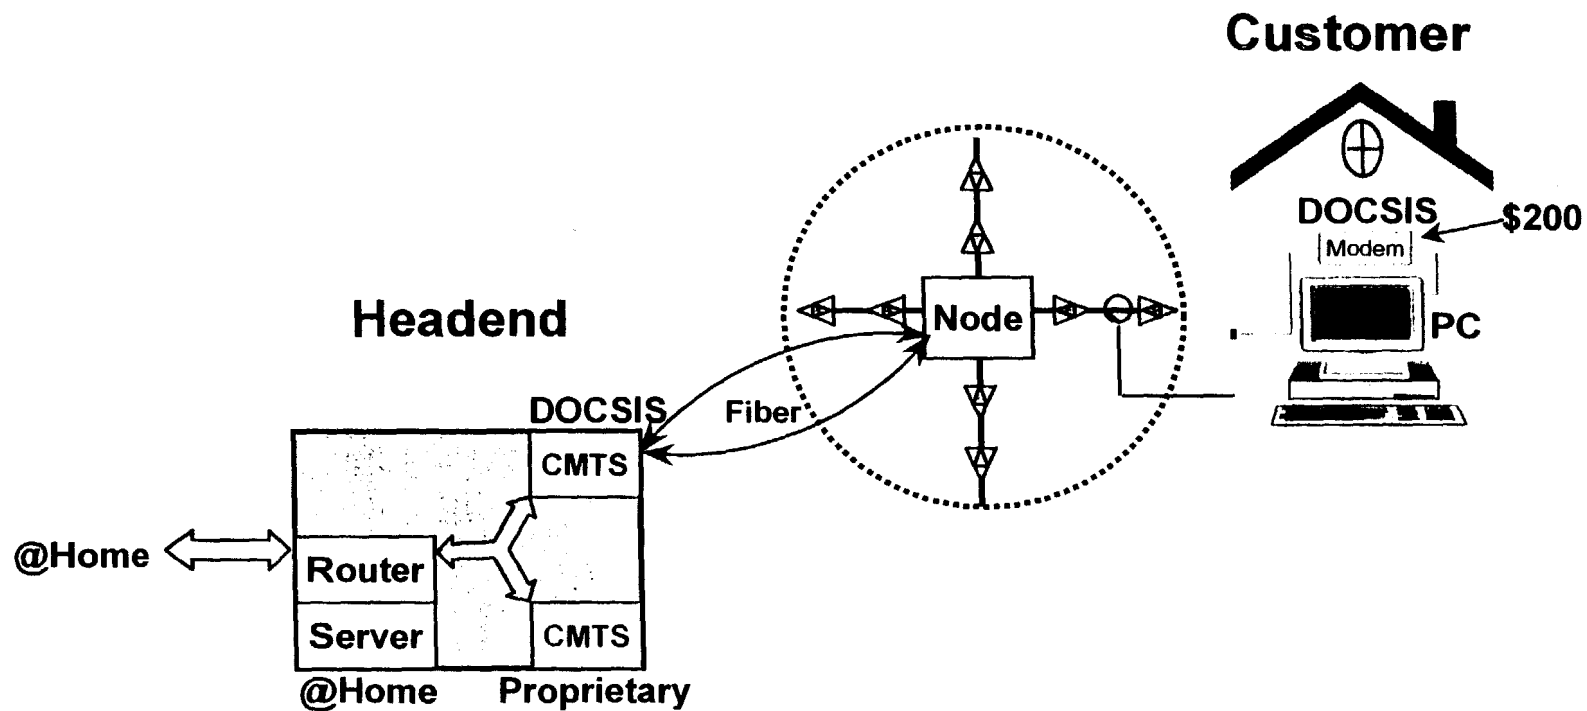 Customer
DOCSIS
$200
Modem
PC
Node
Headend
Fiber
DOCSIS
CMTS
@Home
Router
Server
CMTS
@Home
Proprietary